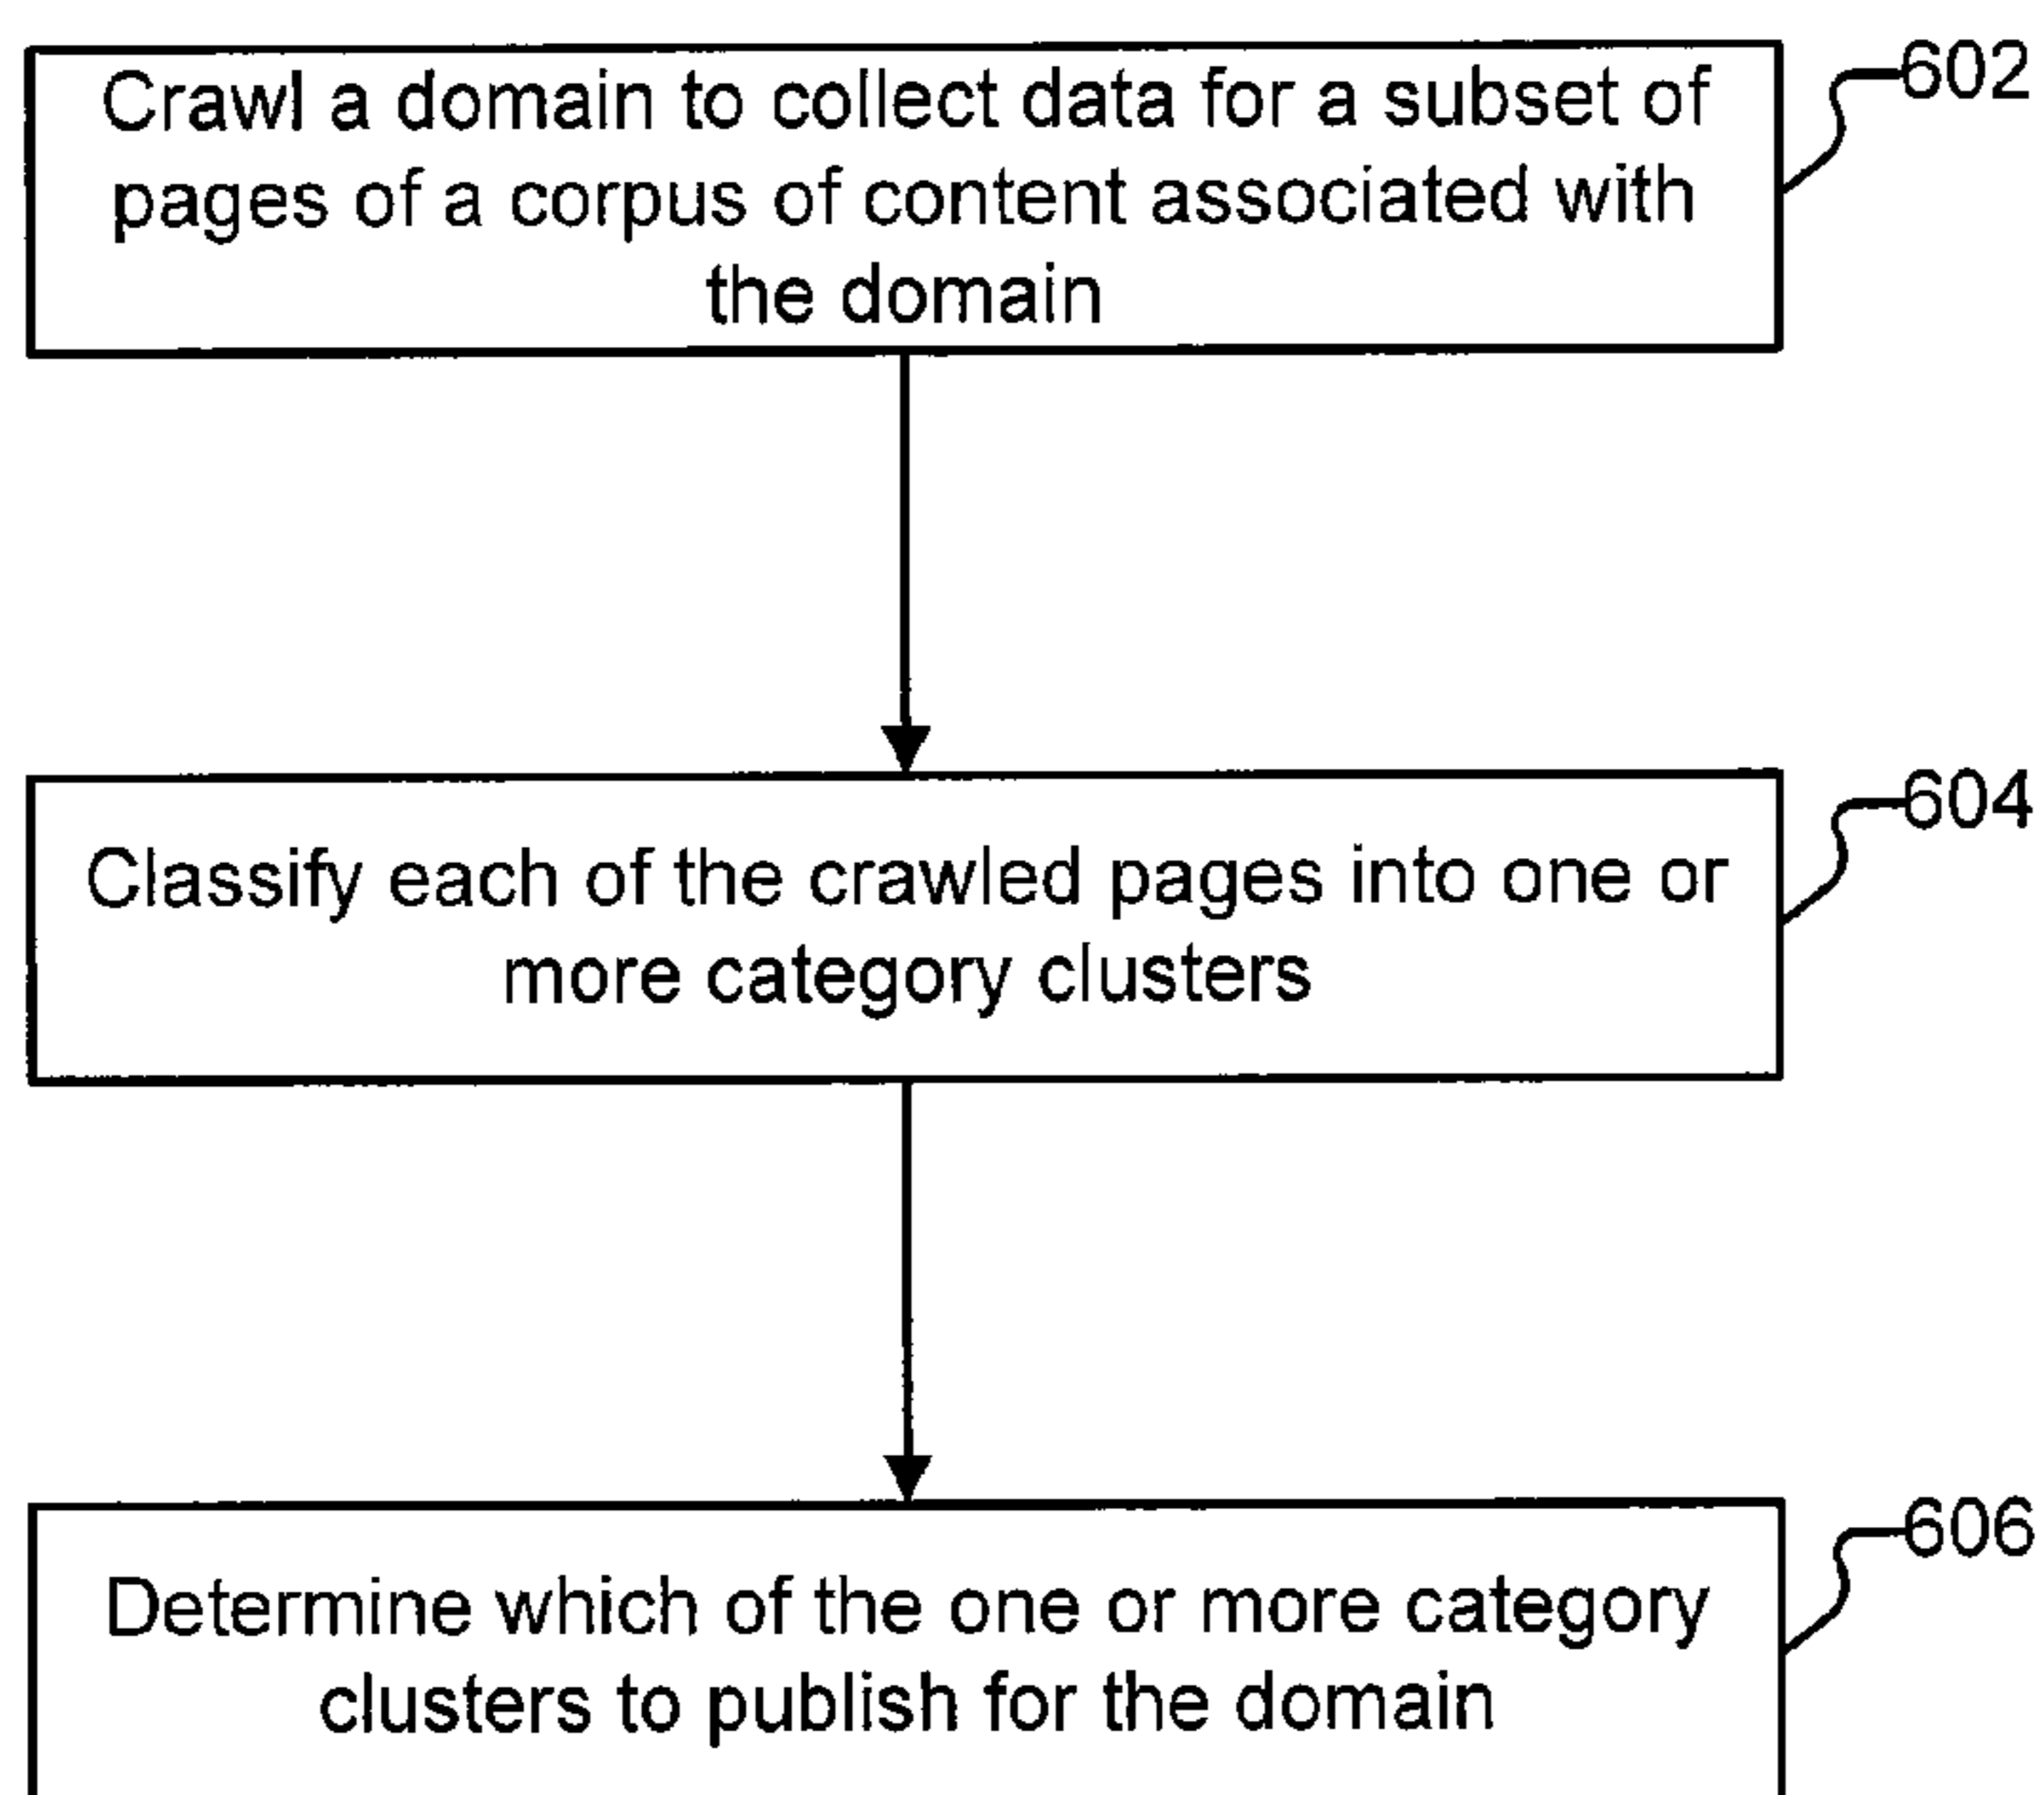 Crawl a domain to collect data for a subset of
pages of a corpus of content associated with
the domain
602
Classify each of the crawled pages into one or
more category clusters
604
Determine which of the one or more category
clusters to publish for the domain
606